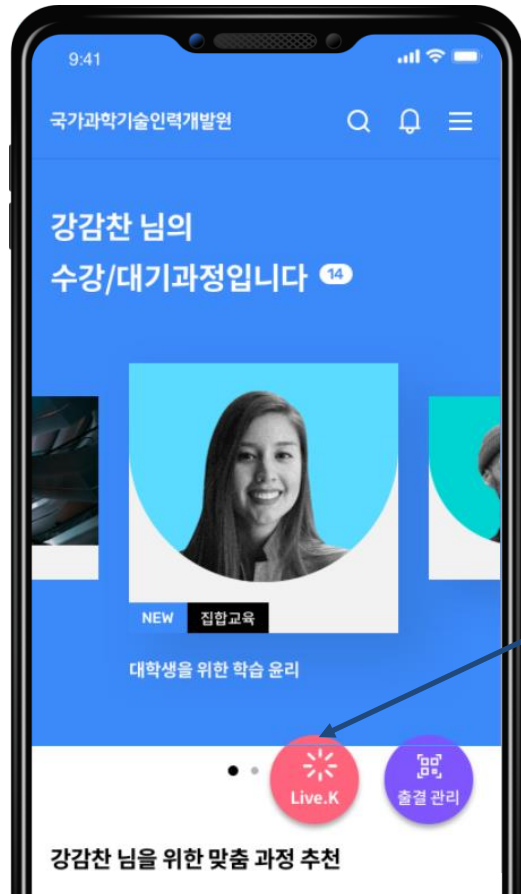 9:41
국가과학기술인력개발원
강감찬 님의
수강/대기과정입니다 14
NEW 집합교육
대학생을 위한 학습 윤리
Live.K
출결 관리
강감찬 님을 위한 맞춤 과정 추천